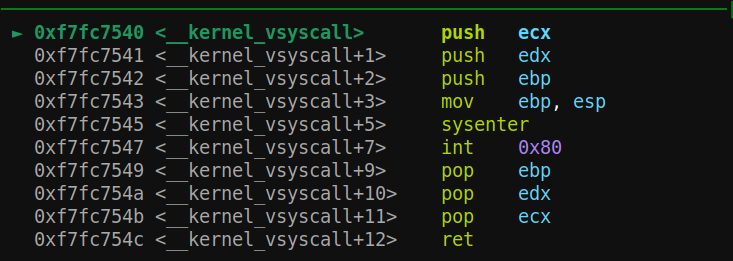 ► 0xf7fc7540 <__kernel_vsyscall> push ecx
0xf7fc7541 <__kernel_vsyscall+1> push edx
0xf7fc7542 <__kernel_vsyscall+2> push ebp
0xf7fc7543 <__kernel_vsyscall+3> mov ebp, esp
0xf7fc7545 <__kernel_vsyscall+5> sysenter
0xf7fc7547 <__kernel_vsyscall+7> int 0x80
0xf7fc7549 <__kernel_vsyscall+9> pop ebp
0xf7fc754a <__kernel_vsyscall+10> pop edx
0xf7fc754b <__kernel_vsyscall+11> pop ecx
0xf7fc754c <__kernel_vsyscall+12> ret